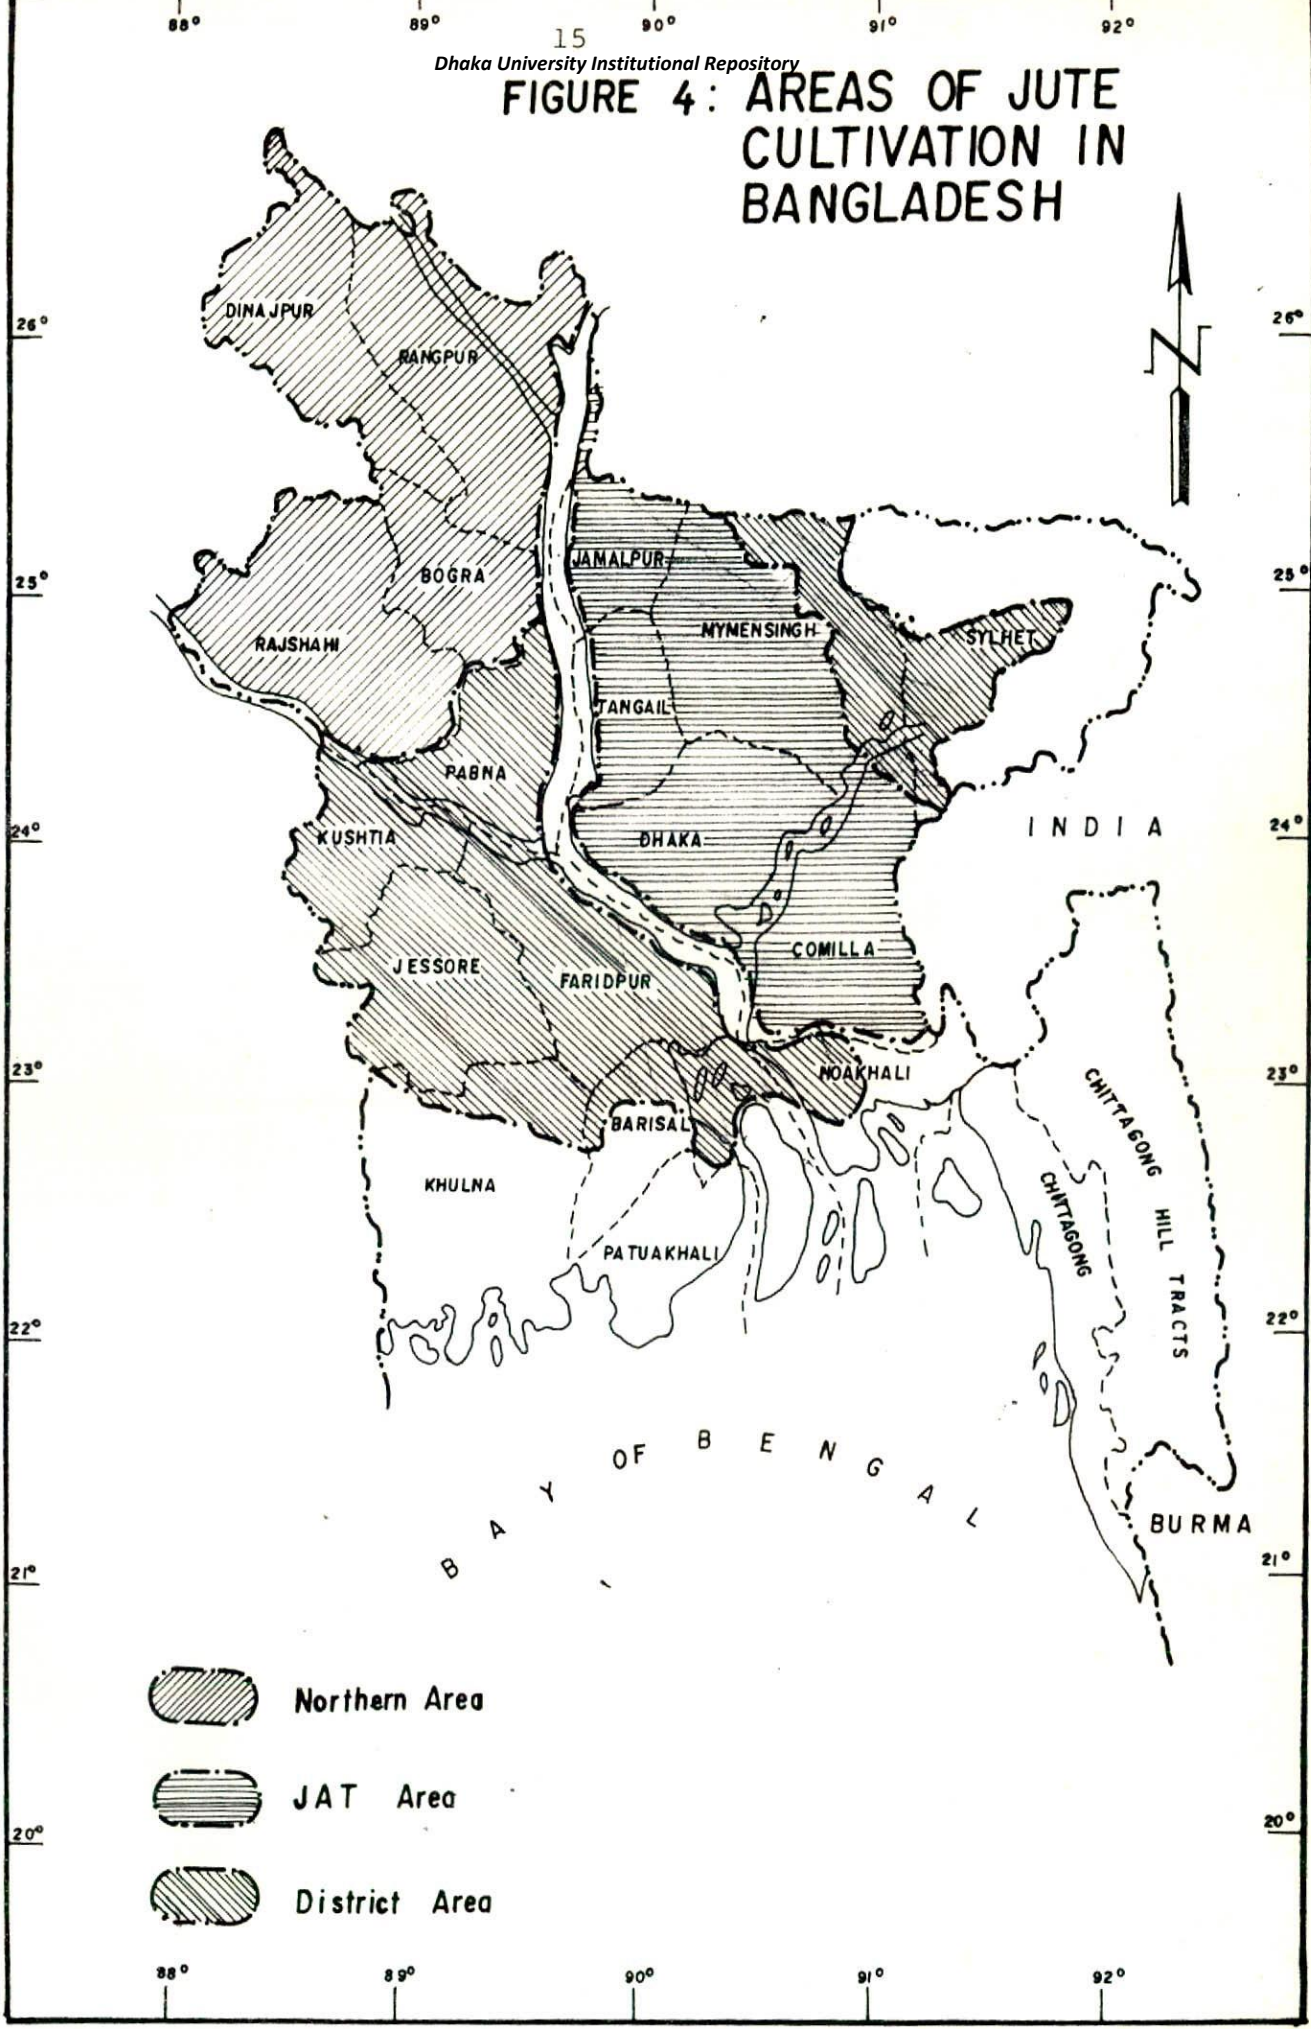 88° 89° 90° 91° 92°
15
Dhaka University Institutional Repository
FIGURE 4: AREAS OF JUTE
CULTIVATION IN
BANGLADESH
N
DINAJPUR
26° 26°
RANGPUR
JAMALPUR
25° BOGRA 25°
MYMENSINGH
SYLHET
RAJSHAHI
TANGAIL
PABNA
24° KUSHTIA DHAKA INDIA 24°
COMILLA
JESSORE
FARIDPUR
23° NOAKHALI 23°
BARISAL
CHITTAGONG HILL TRACTS
KHULNA
CHITTAGONG
PATUAKHALI
22° 22°
BAY OF BENGAL
BURMA
21° 21°
Northern Area
JAT Area
20° 20°
District Area
88° 89° 90° 91° 92°